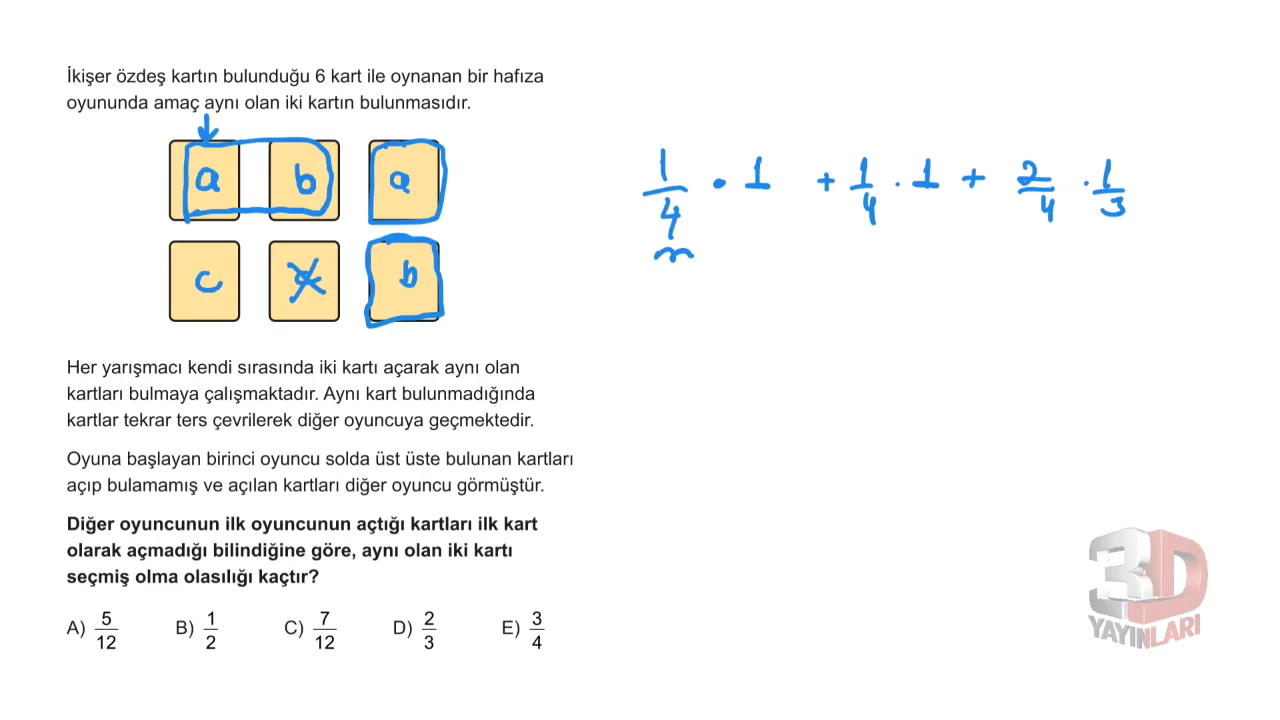 İkişer özdeş kartın bulunduğu 6 kart ile oynanan bir hafıza
oyununda amaç aynı olan iki kartın bulunmasıdır.
a b a
c b
1/4 · 1 + 1/4 · 1 + 2/4 · 1/3
Her yarışmacı kendi sırasında iki kartı açarak aynı olan
kartları bulmaya çalışmaktadır. Aynı kart bulunmadığında
kartlar tekrar ters çevrilerek diğer oyuncuya geçmektedir.
Oyuna başlayan birinci oyuncu solda üst üste bulunan kartları
açıp bulamamış ve açılan kartları diğer oyuncu görmüştür.
Diğer oyuncunun ilk oyuncunun açtığı kartları ilk kart
olarak açmadığı bilindiğine göre, aynı olan iki kartı
seçmiş olma olasılığı kaçtır?
A) 5/12 B) 1/2 C) 7/12 D) 2/3 E) 3/4
3D
YAYINLARI